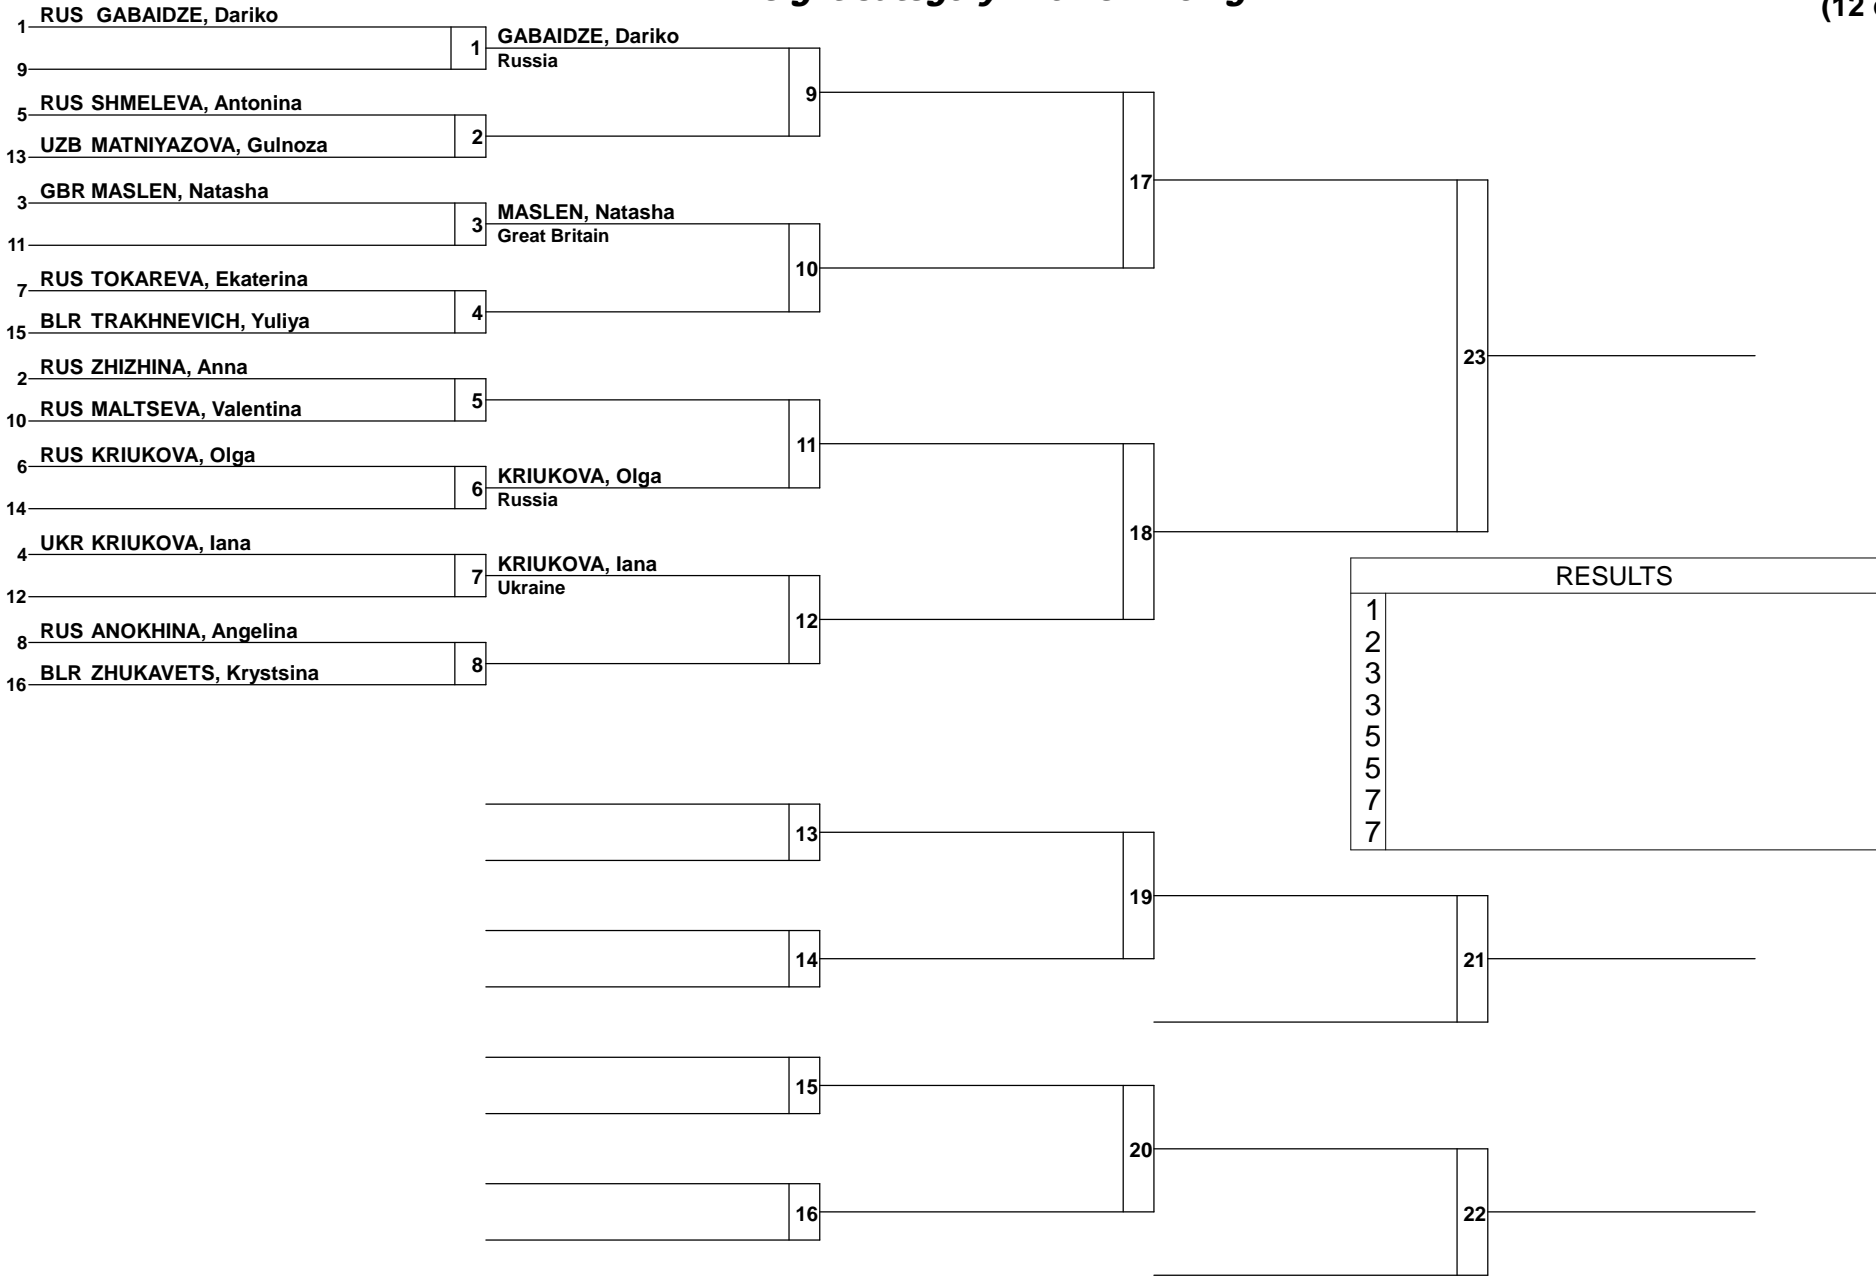 (12
1 RUS GABAIDZE, Dariko
9
1 GABAIDZE, Dariko
Russia
5 RUS SHMELEVA, Antonina
13 UZB MATNIYAZOVA, Gulnoza
2
9
3 GBR MASLEN, Natasha
11
3 MASLEN, Natasha
Great Britain
7 RUS TOKAREVA, Ekaterina
15 BLR TRAKHNEVICH, Yuliya
4
10
17
2 RUS ZHIZHINA, Anna
10 RUS MALTSEVA, Valentina
5
6 RUS KRIUKOVA, Olga
14
6 KRIUKOVA, Olga
Russia
11
4 UKR KRIUKOVA, Iana
12
7 KRIUKOVA, Iana
Ukraine
8 RUS ANOKHINA, Angelina
16 BLR ZHUKAVETS, Krystsina
8
12
18
23
RESULTS
1
2
3
3
5
5
7
7
13
14
19
21
15
16
20
22